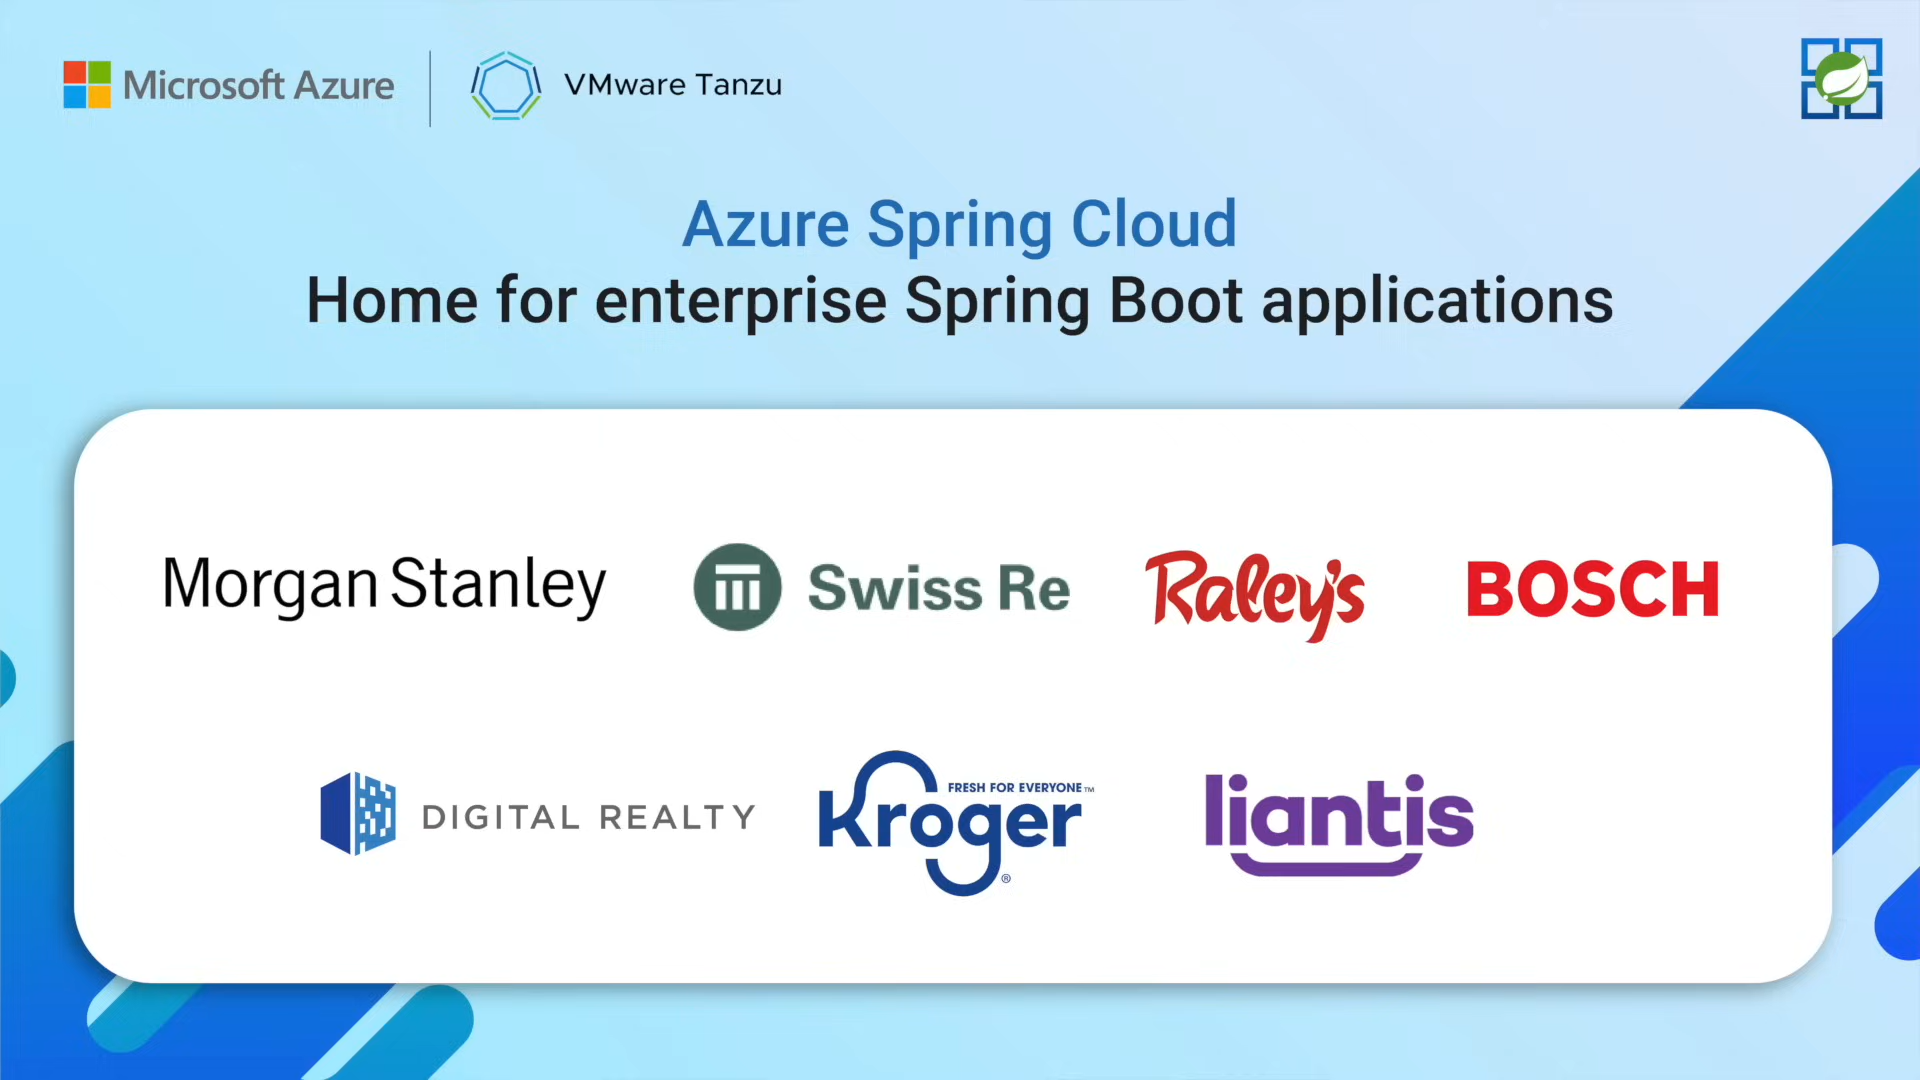 Microsoft Azure
VMware Tanzu
Azure Spring Cloud
Home for enterprise Spring Boot applications
Morgan Stanley
Swiss Re
Raley's
BOSCH
DIGITAL REALTY
FRESH FOR EVERYONE™
Kroger
®
liantis